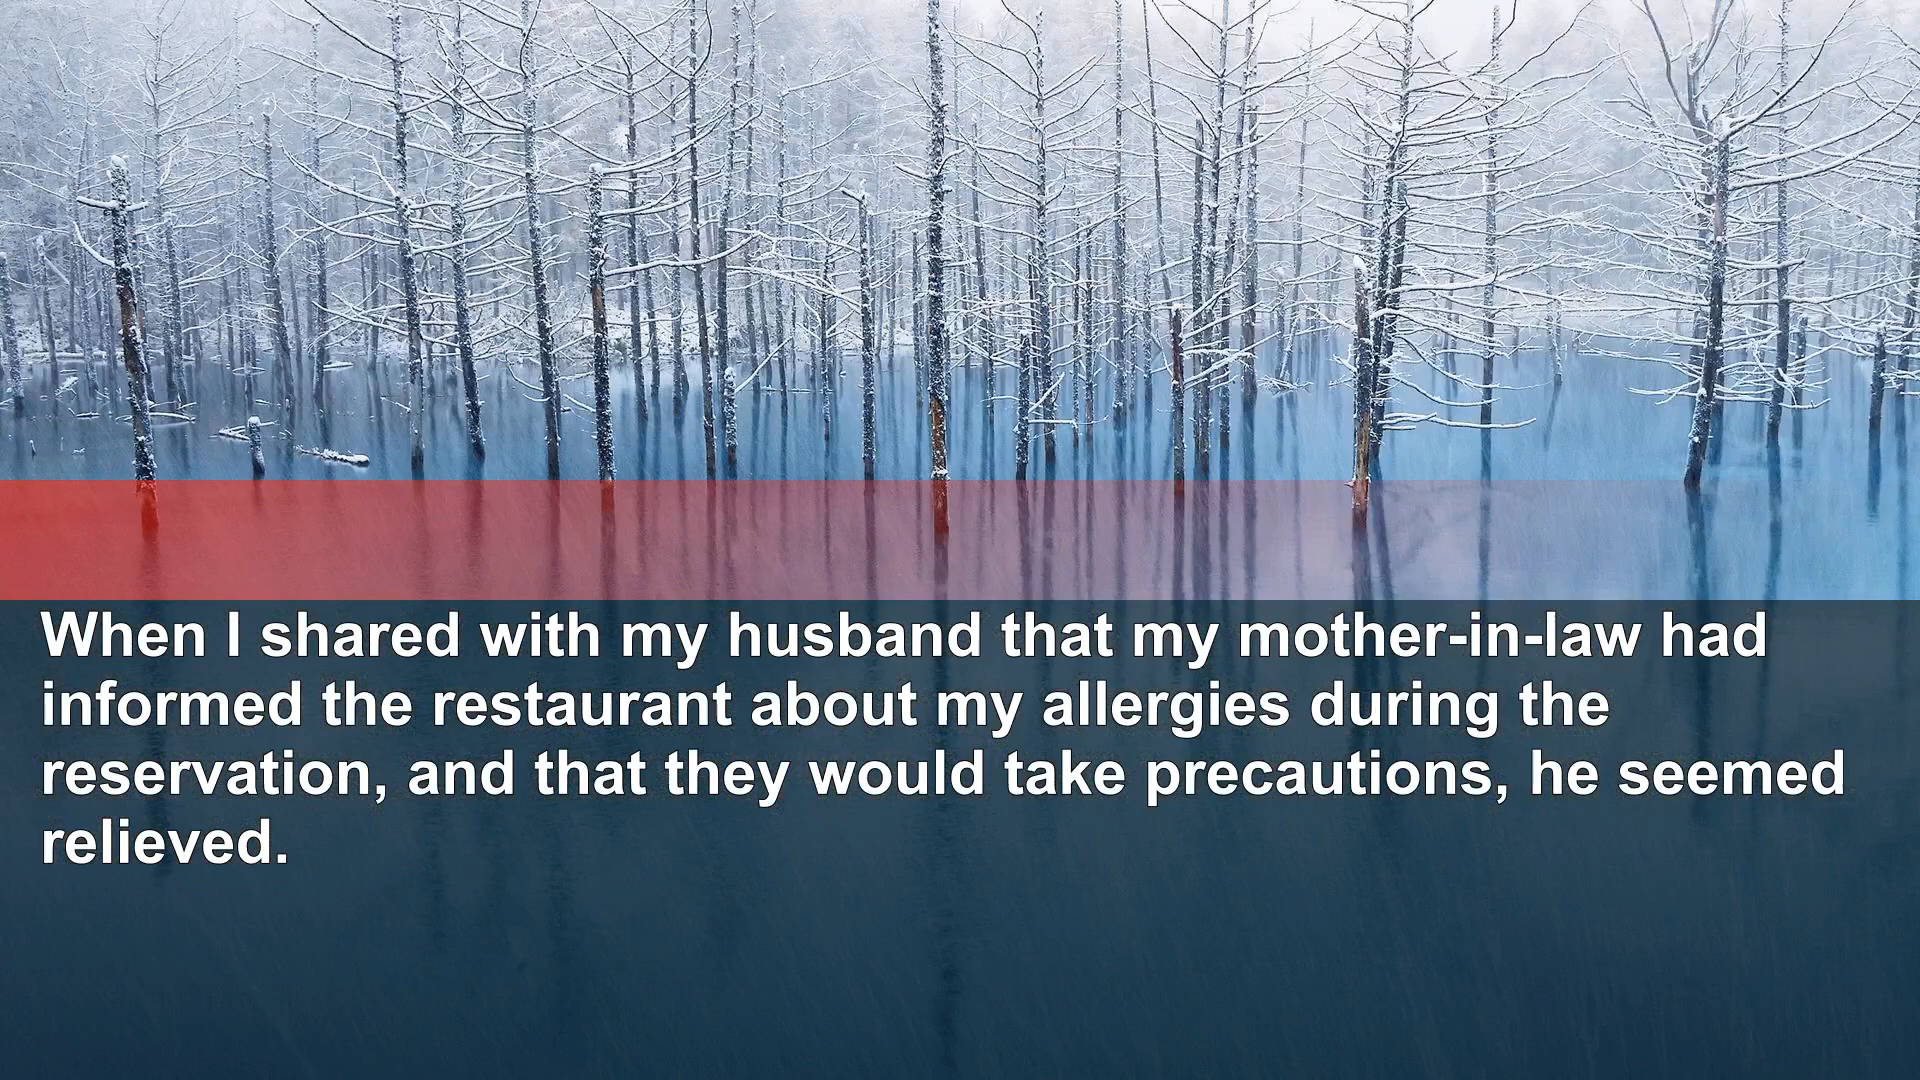 When I shared with my husband that my mother-in-law had
informed the restaurant about my allergies during the
reservation, and that they would take precautions, he seemed
relieved.